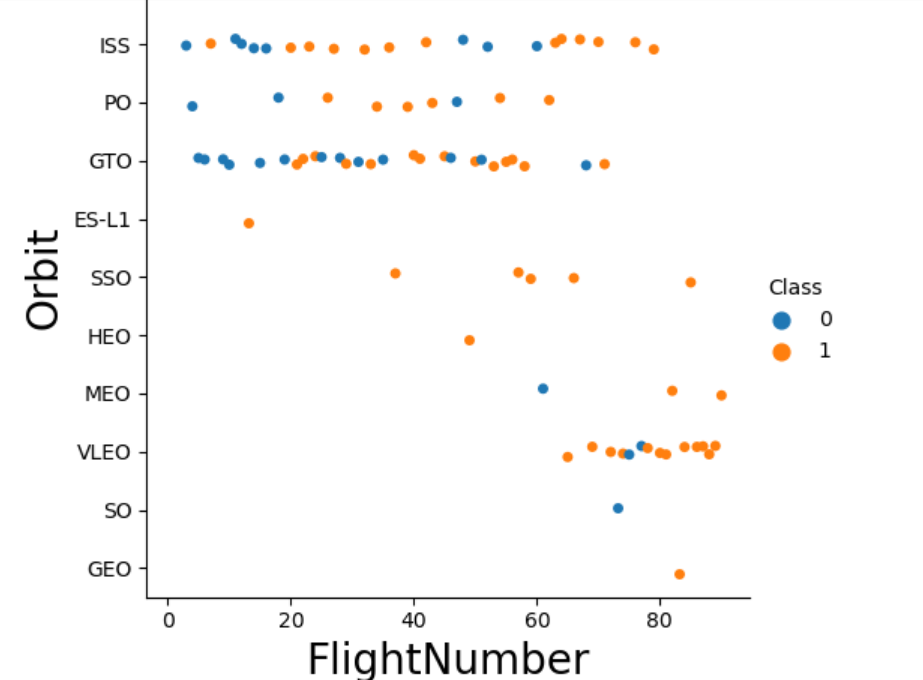 ISS
PO
GTO
ES-L1
SSO
HEO
MEO
VLEO
SO
GEO
Orbit
0 20 40 60 80
FlightNumber
Class
0
1